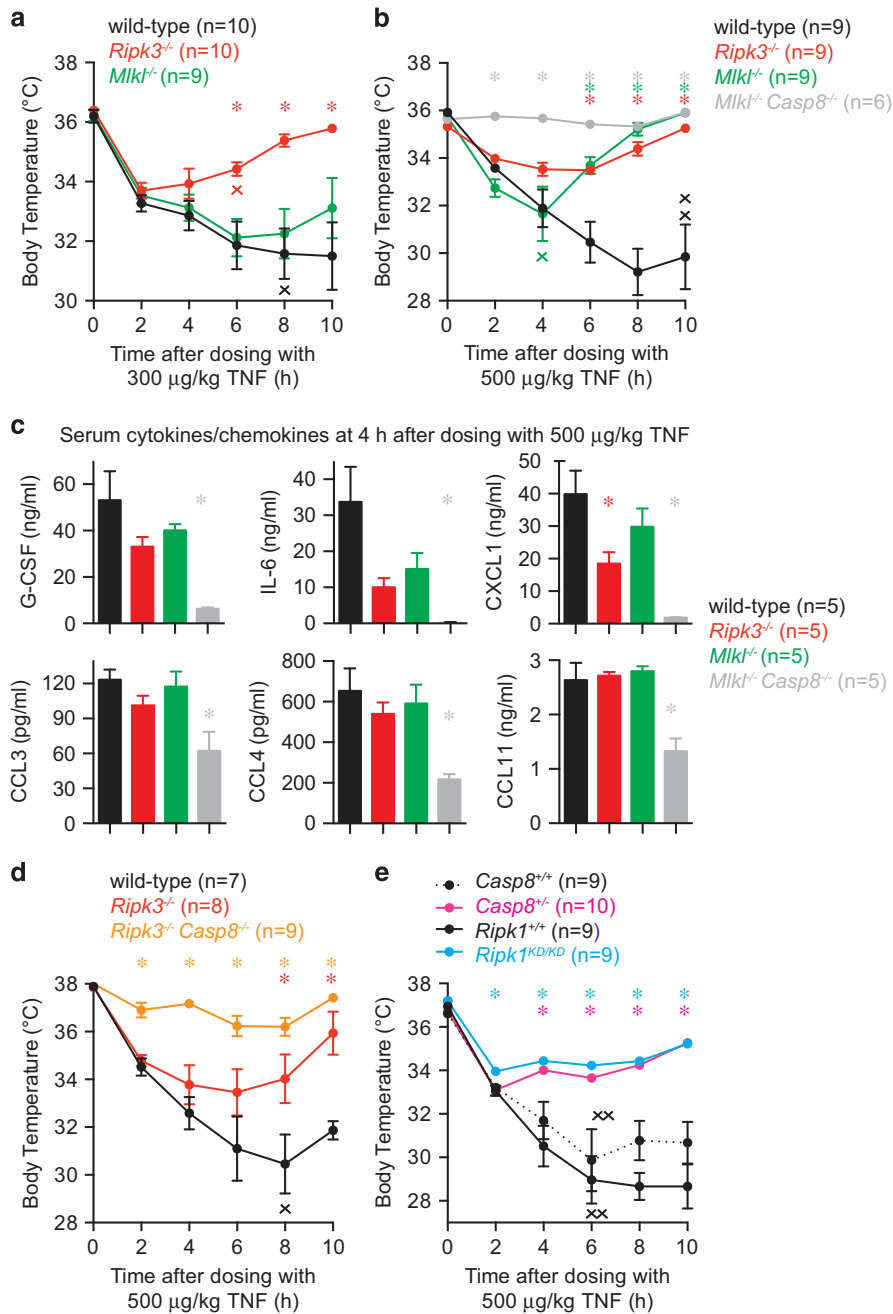 a
wild-type (n=10)
Ripk3-/- (n=10)
Mlkl-/- (n=9)
38
36
34
32
30
Body Temperature (°C)
*
*
*
×
×
0 2 4 6 8 10
Time after dosing with
300 µg/kg TNF (h)
b
wild-type (n=9)
Ripk3-/- (n=9)
Mlkl-/- (n=9)
Mlkl-/- Casp8-/- (n=6)
38
36
34
32
30
28
Body Temperature (°C)
* * * * *
* * *
* * *
×
×
×
0 2 4 6 8 10
Time after dosing with
500 µg/kg TNF (h)
c
Serum cytokines/chemokines at 4 h after dosing with 500 µg/kg TNF
G-CSF (ng/ml)
60
40
20
0
*
IL-6 (ng/ml)
40
30
20
10
0
*
CXCL1 (ng/ml)
50
40
30
20
10
0
* *
wild-type (n=5)
Ripk3-/- (n=5)
Mlkl-/- (n=5)
Mlkl-/- Casp8-/- (n=5)
CCL3 (pg/ml)
120
90
60
30
0
*
CCL4 (pg/ml)
800
600
400
200
0
*
CCL11 (ng/ml)
3
2
1
0
*
d
wild-type (n=7)
Ripk3-/- (n=8)
Ripk3-/- Casp8-/- (n=9)
38
36
34
32
30
28
Body Temperature (°C)
* * * * *
* *
×
0 2 4 6 8 10
Time after dosing with
500 µg/kg TNF (h)
e
Casp8+/+ (n=9)
Casp8+/- (n=10)
Ripk1+/+ (n=9)
Ripk1KD/KD (n=9)
38
36
34
32
30
28
Body Temperature (°C)
* * * * *
* * * *
××
××
0 2 4 6 8 10
Time after dosing with
500 µg/kg TNF (h)